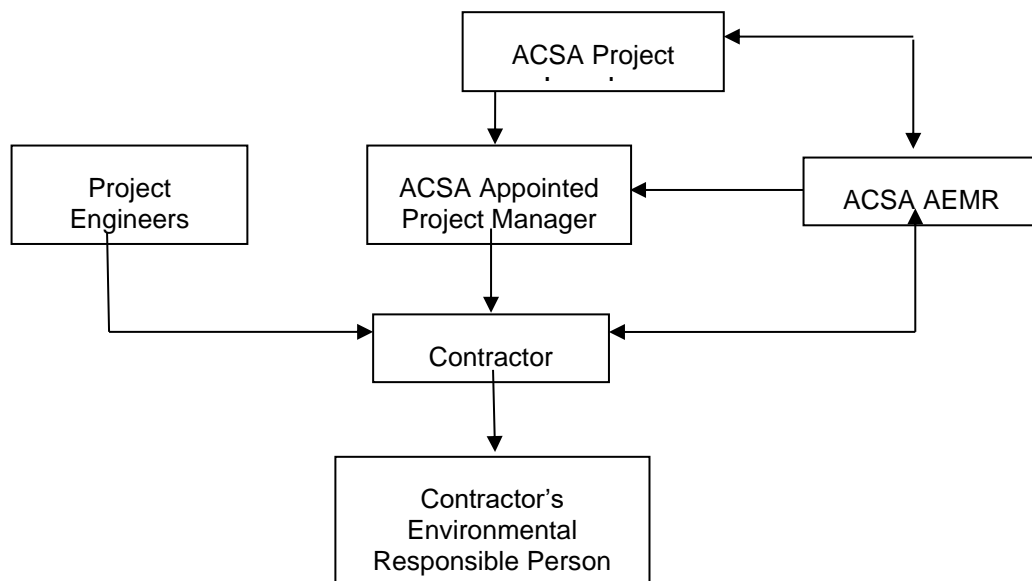 ACSA Project
Project
Engineers
ACSA Appointed
Project Manager
ACSA AEMR
Contractor
Contractor’s
Environmental
Responsible Person